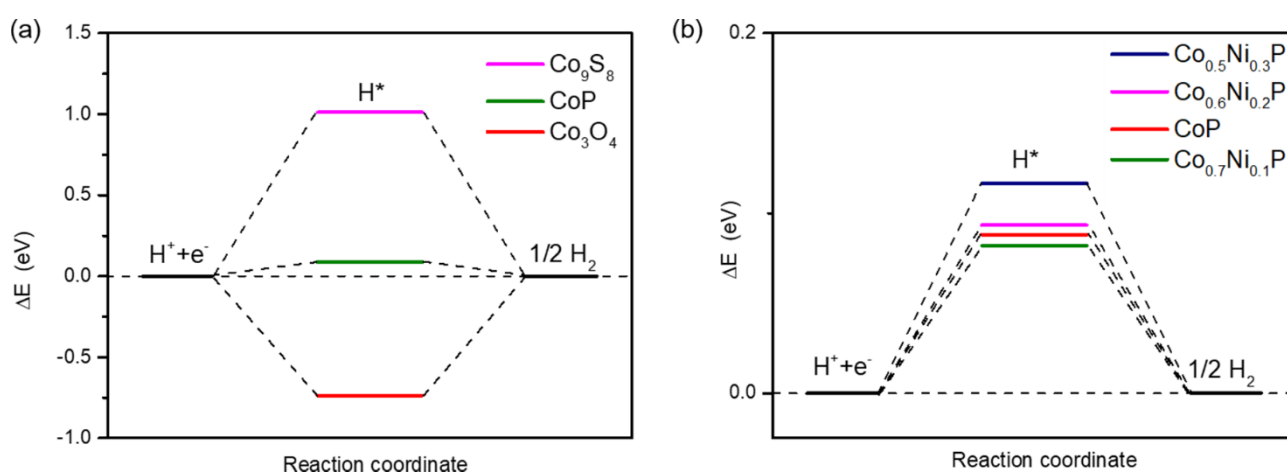 (a)
1.5
1.0
0.5
0.0
-0.5
-1.0
ΔE (eV)
Co₉S₈
CoP
Co₃O₄
H*
H⁺+e⁻
1/2 H₂
Reaction coordinate
(b)
0.2
0.0
ΔE (eV)
Co₀.₅Ni₀.₃P
Co₀.₆Ni₀.₂P
CoP
Co₀.₇Ni₀.₁P
H*
H⁺+e⁻
1/2 H₂
Reaction coordinate